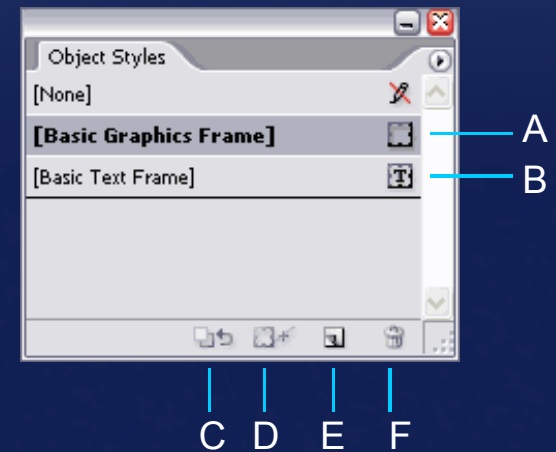 Object Styles
[None]
[Basic Graphics Frame] A
[Basic Text Frame] T B
C D E F